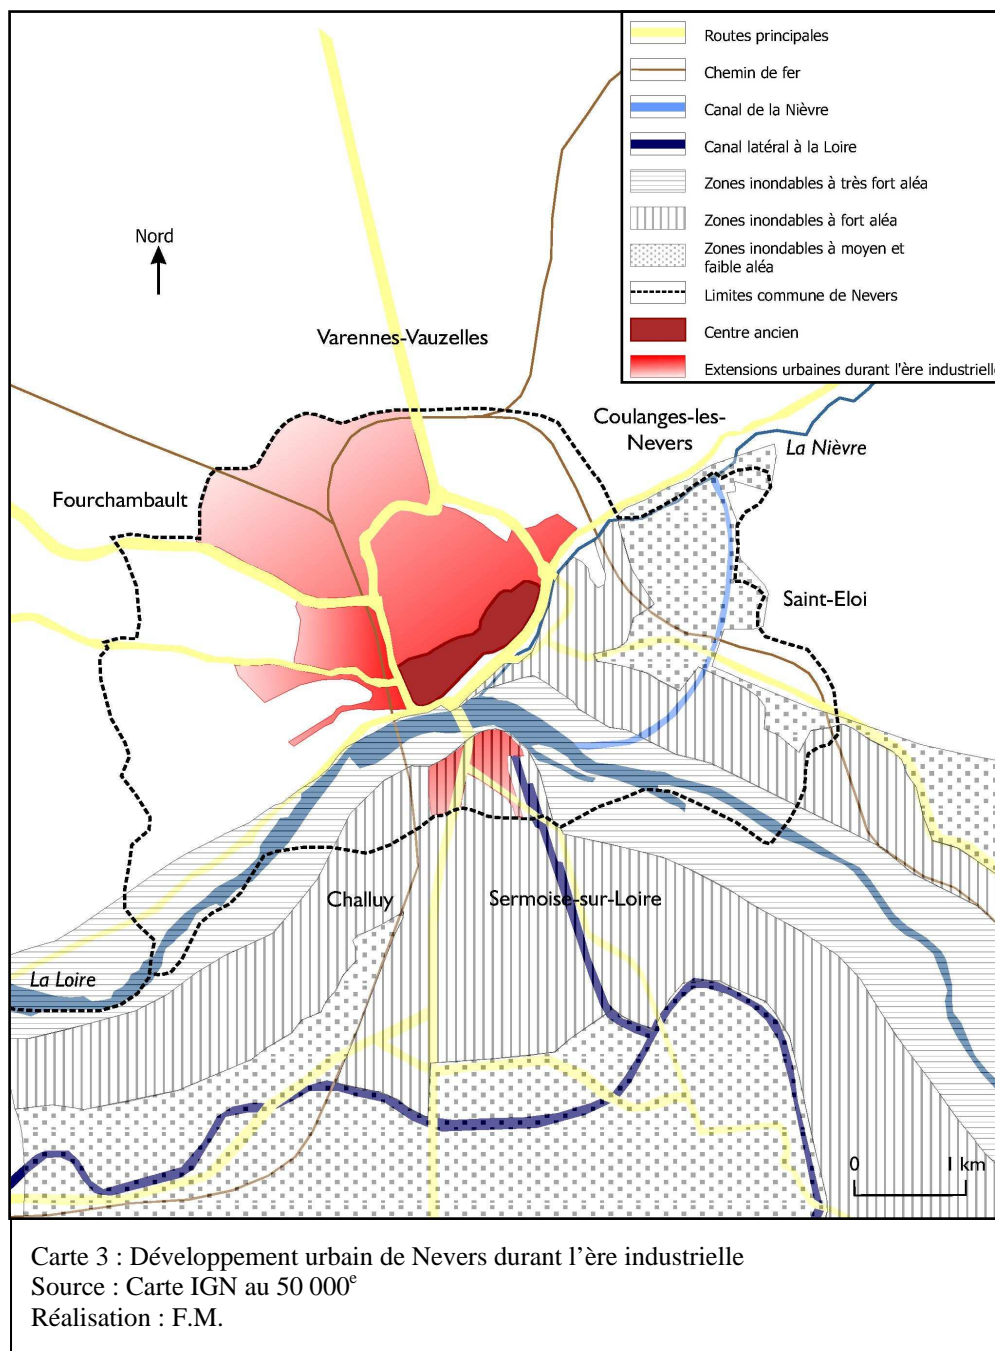 Routes principales
Chemin de fer
Canal de la Nièvre
Canal latéral à la Loire
Zones inondables à très fort aléa
Zones inondables à fort aléa
Zones inondables à moyen et
faible aléa
Limites commune de Nevers
Centre ancien
Extensions urbaines durant l'ère industrielle
Nord
Varennes-Vauzelles
Coulanges-les-
Nevers
La Nièvre
Fourchambault
Saint-Eloi
Challuy
Sermoise-sur-Loire
La Loire
0 1 km
Carte 3 : Développement urbain de Nevers durant l’ère industrielle
Source : Carte IGN au 50 000e
Réalisation : F.M.